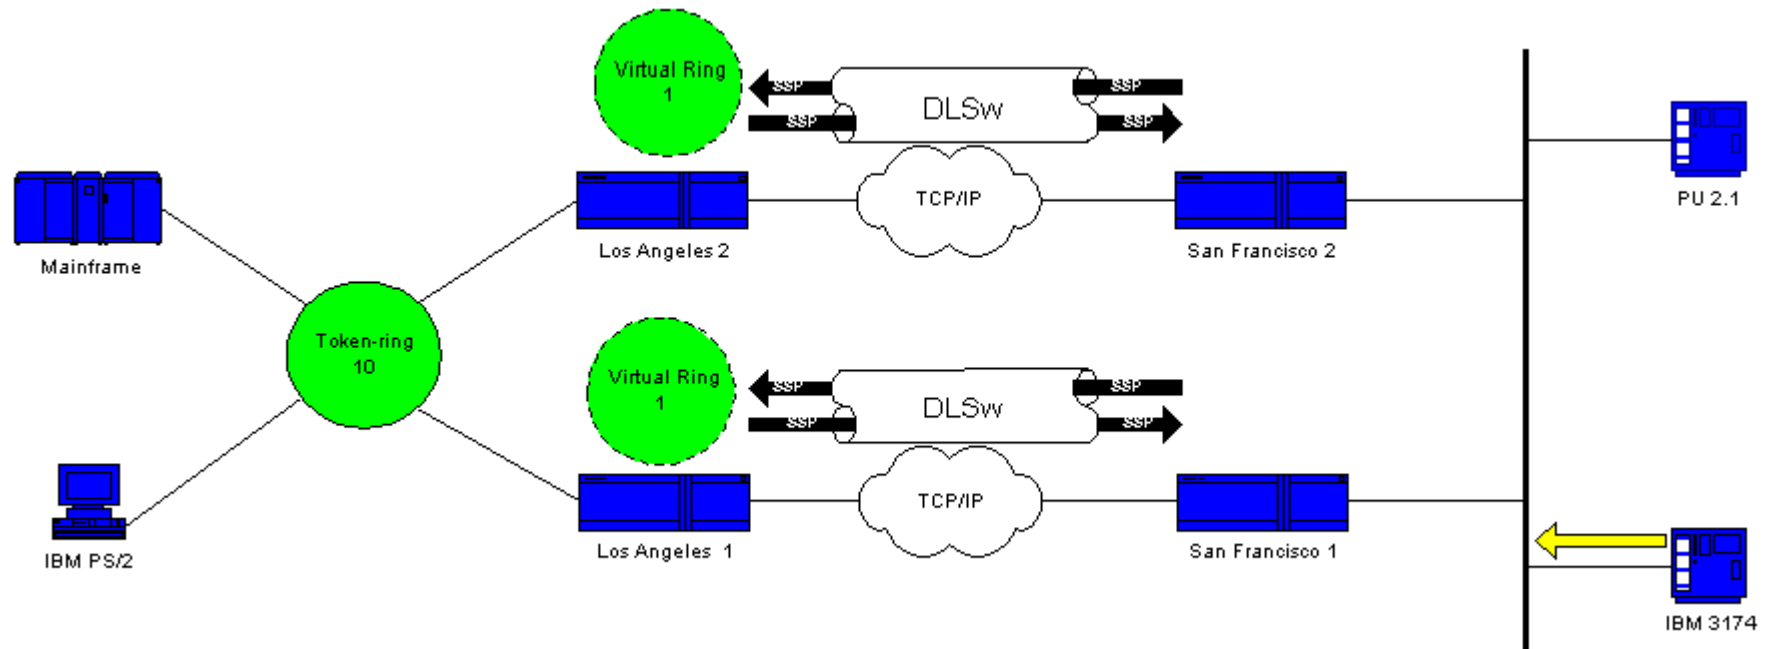 Virtual Ring
1
SSP
SSP
DLSw
SSP
SSP
TCP/IP
Mainframe
Los Angeles 2
San Francisco 2
PU 2.1
Token-ring
10
Virtual Ring
1
SSP
SSP
DLSw
SSP
SSP
TCP/IP
IBM PS/2
Los Angeles 1
San Francisco 1
IBM 3174